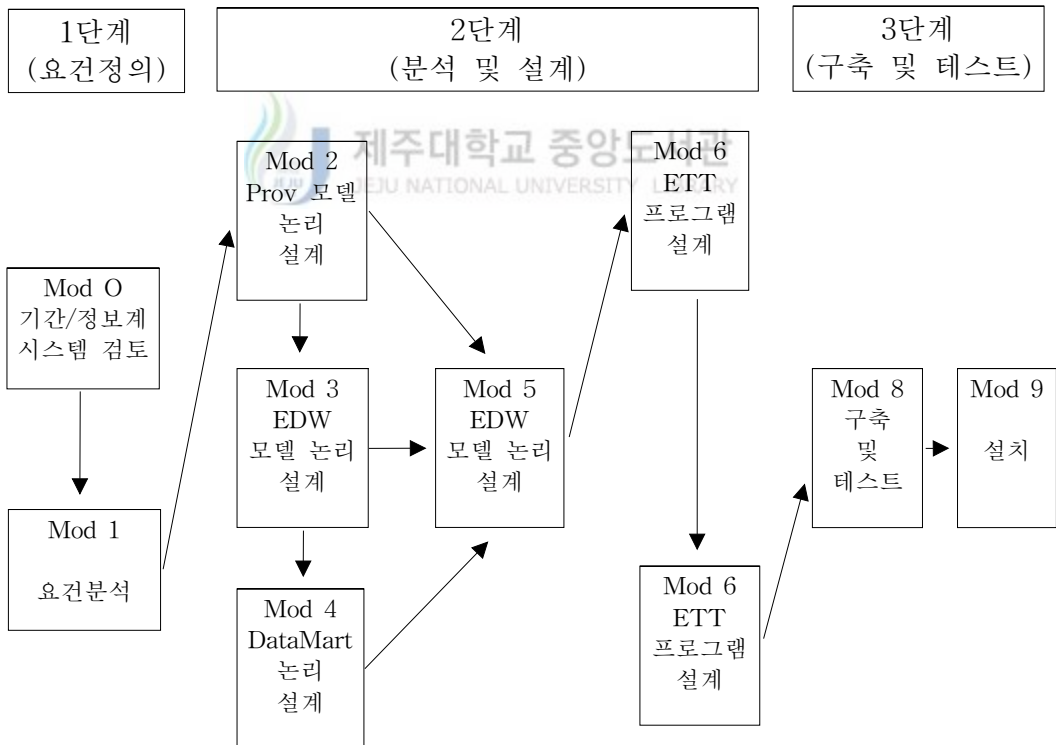 1단계
(요건정의)
2단계
(분석 및 설계)
3단계
(구축 및 테스트)
제주대학교 중앙도서관
JEJU NATIONAL UNIVERSITY LIBRARY
JEJU
Mod O
기간/정보계
시스템 검토
Mod 1
요건분석
Mod 2
Prov 모델
논리
설계
Mod 3
EDW
모델 논리
설계
Mod 4
DataMart
논리
설계
Mod 5
EDW
모델 논리
설계
Mod 6
ETT
프로그램
설계
Mod 6
ETT
프로그램
설계
Mod 8
구축
및
테스트
Mod 9
설치